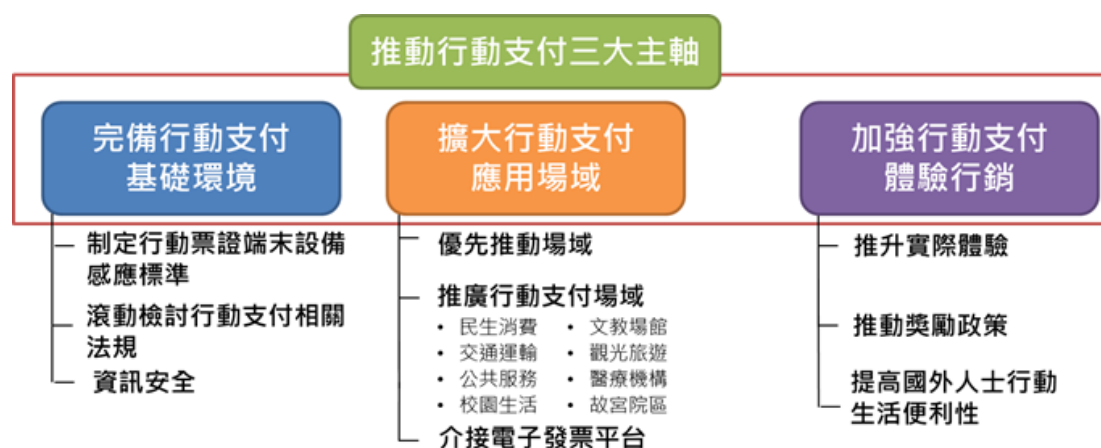 推動行動支付三大主軸
完備行動支付
基礎環境
制定行動票證端末設備
感應標準
滾動檢討行動支付相關
法規
資訊安全
擴大行動支付
應用場域
優先推動場域
推廣行動支付場域
• 民生消費
• 交通運輸
• 公共服務
• 校園生活
• 文教場館
• 觀光旅遊
• 醫療機構
• 故宮院區
介接電子發票平台
加強行動支付
體驗行銷
推升實際體驗
推動獎勵政策
提高國外人士行動
生活便利性